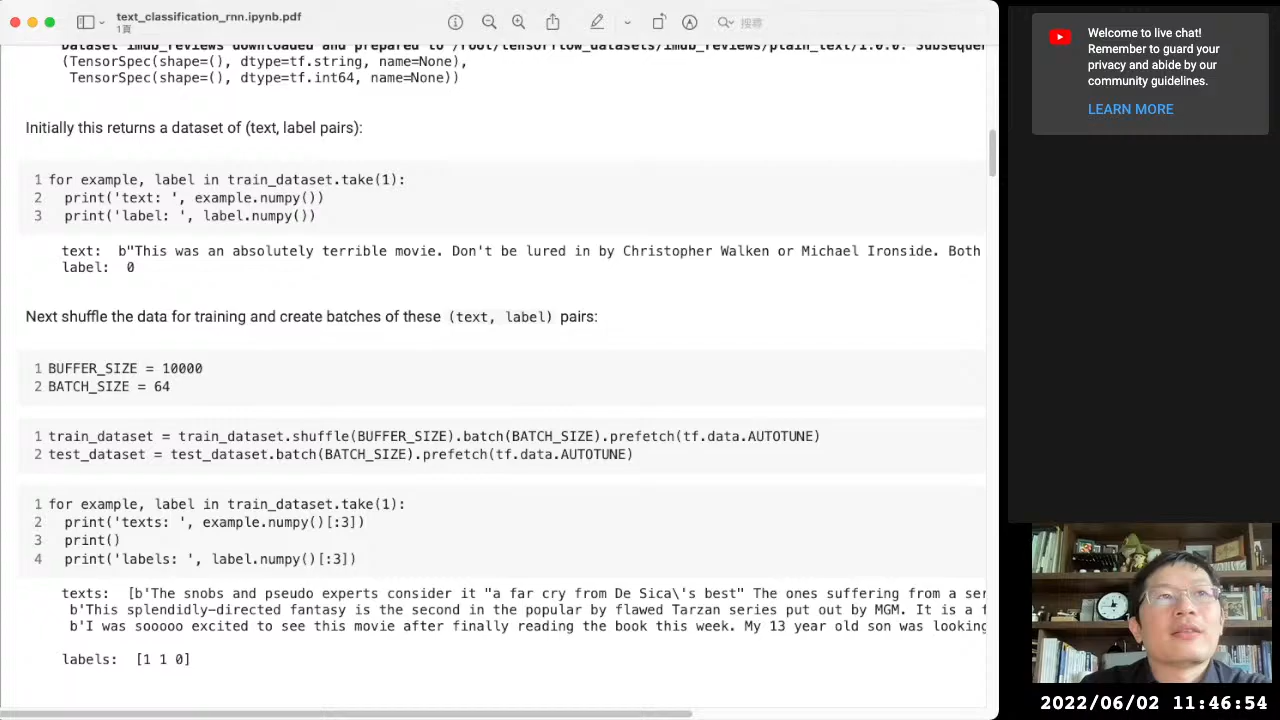 text_classification_rnn.ipynb.pdf
1頁
搜尋
Dataset imdb_reviews downloaded and prepared to /root/tensorflow_datasets/imdb_reviews/plain_text/1.0.0. Subsequen
(TensorSpec(shape=(), dtype=tf.string, name=None),
TensorSpec(shape=(), dtype=tf.int64, name=None))
Initially this returns a dataset of (text, label pairs):
1 for example, label in train_dataset.take(1):
2 print('text: ', example.numpy())
3 print('label: ', label.numpy())
text: b"This was an absolutely terrible movie. Don't be lured in by Christopher Walken or Michael Ironside. Both
label: 0
Next shuffle the data for training and create batches of these (text, label) pairs:
1 BUFFER_SIZE = 10000
2 BATCH_SIZE = 64
1 train_dataset = train_dataset.shuffle(BUFFER_SIZE).batch(BATCH_SIZE).prefetch(tf.data.AUTOTUNE)
2 test_dataset = test_dataset.batch(BATCH_SIZE).prefetch(tf.data.AUTOTUNE)
1 for example, label in train_dataset.take(1):
2 print('texts: ', example.numpy()[:3])
3 print()
4 print('labels: ', label.numpy()[:3])
texts: [b'The snobs and pseudo experts consider it "a far cry from De Sica\'s best" The ones suffering from a ser
b'This splendidly-directed fantasy is the second in the popular by flawed Tarzan series put out by MGM. It is a f
b'I was sooooo excited to see this movie after finally reading the book this week. My 13 year old son was looking
labels: [1 1 0]
Welcome to live chat!
Remember to guard your
privacy and abide by our
community guidelines.
LEARN MORE
2022/06/02 11:46:54